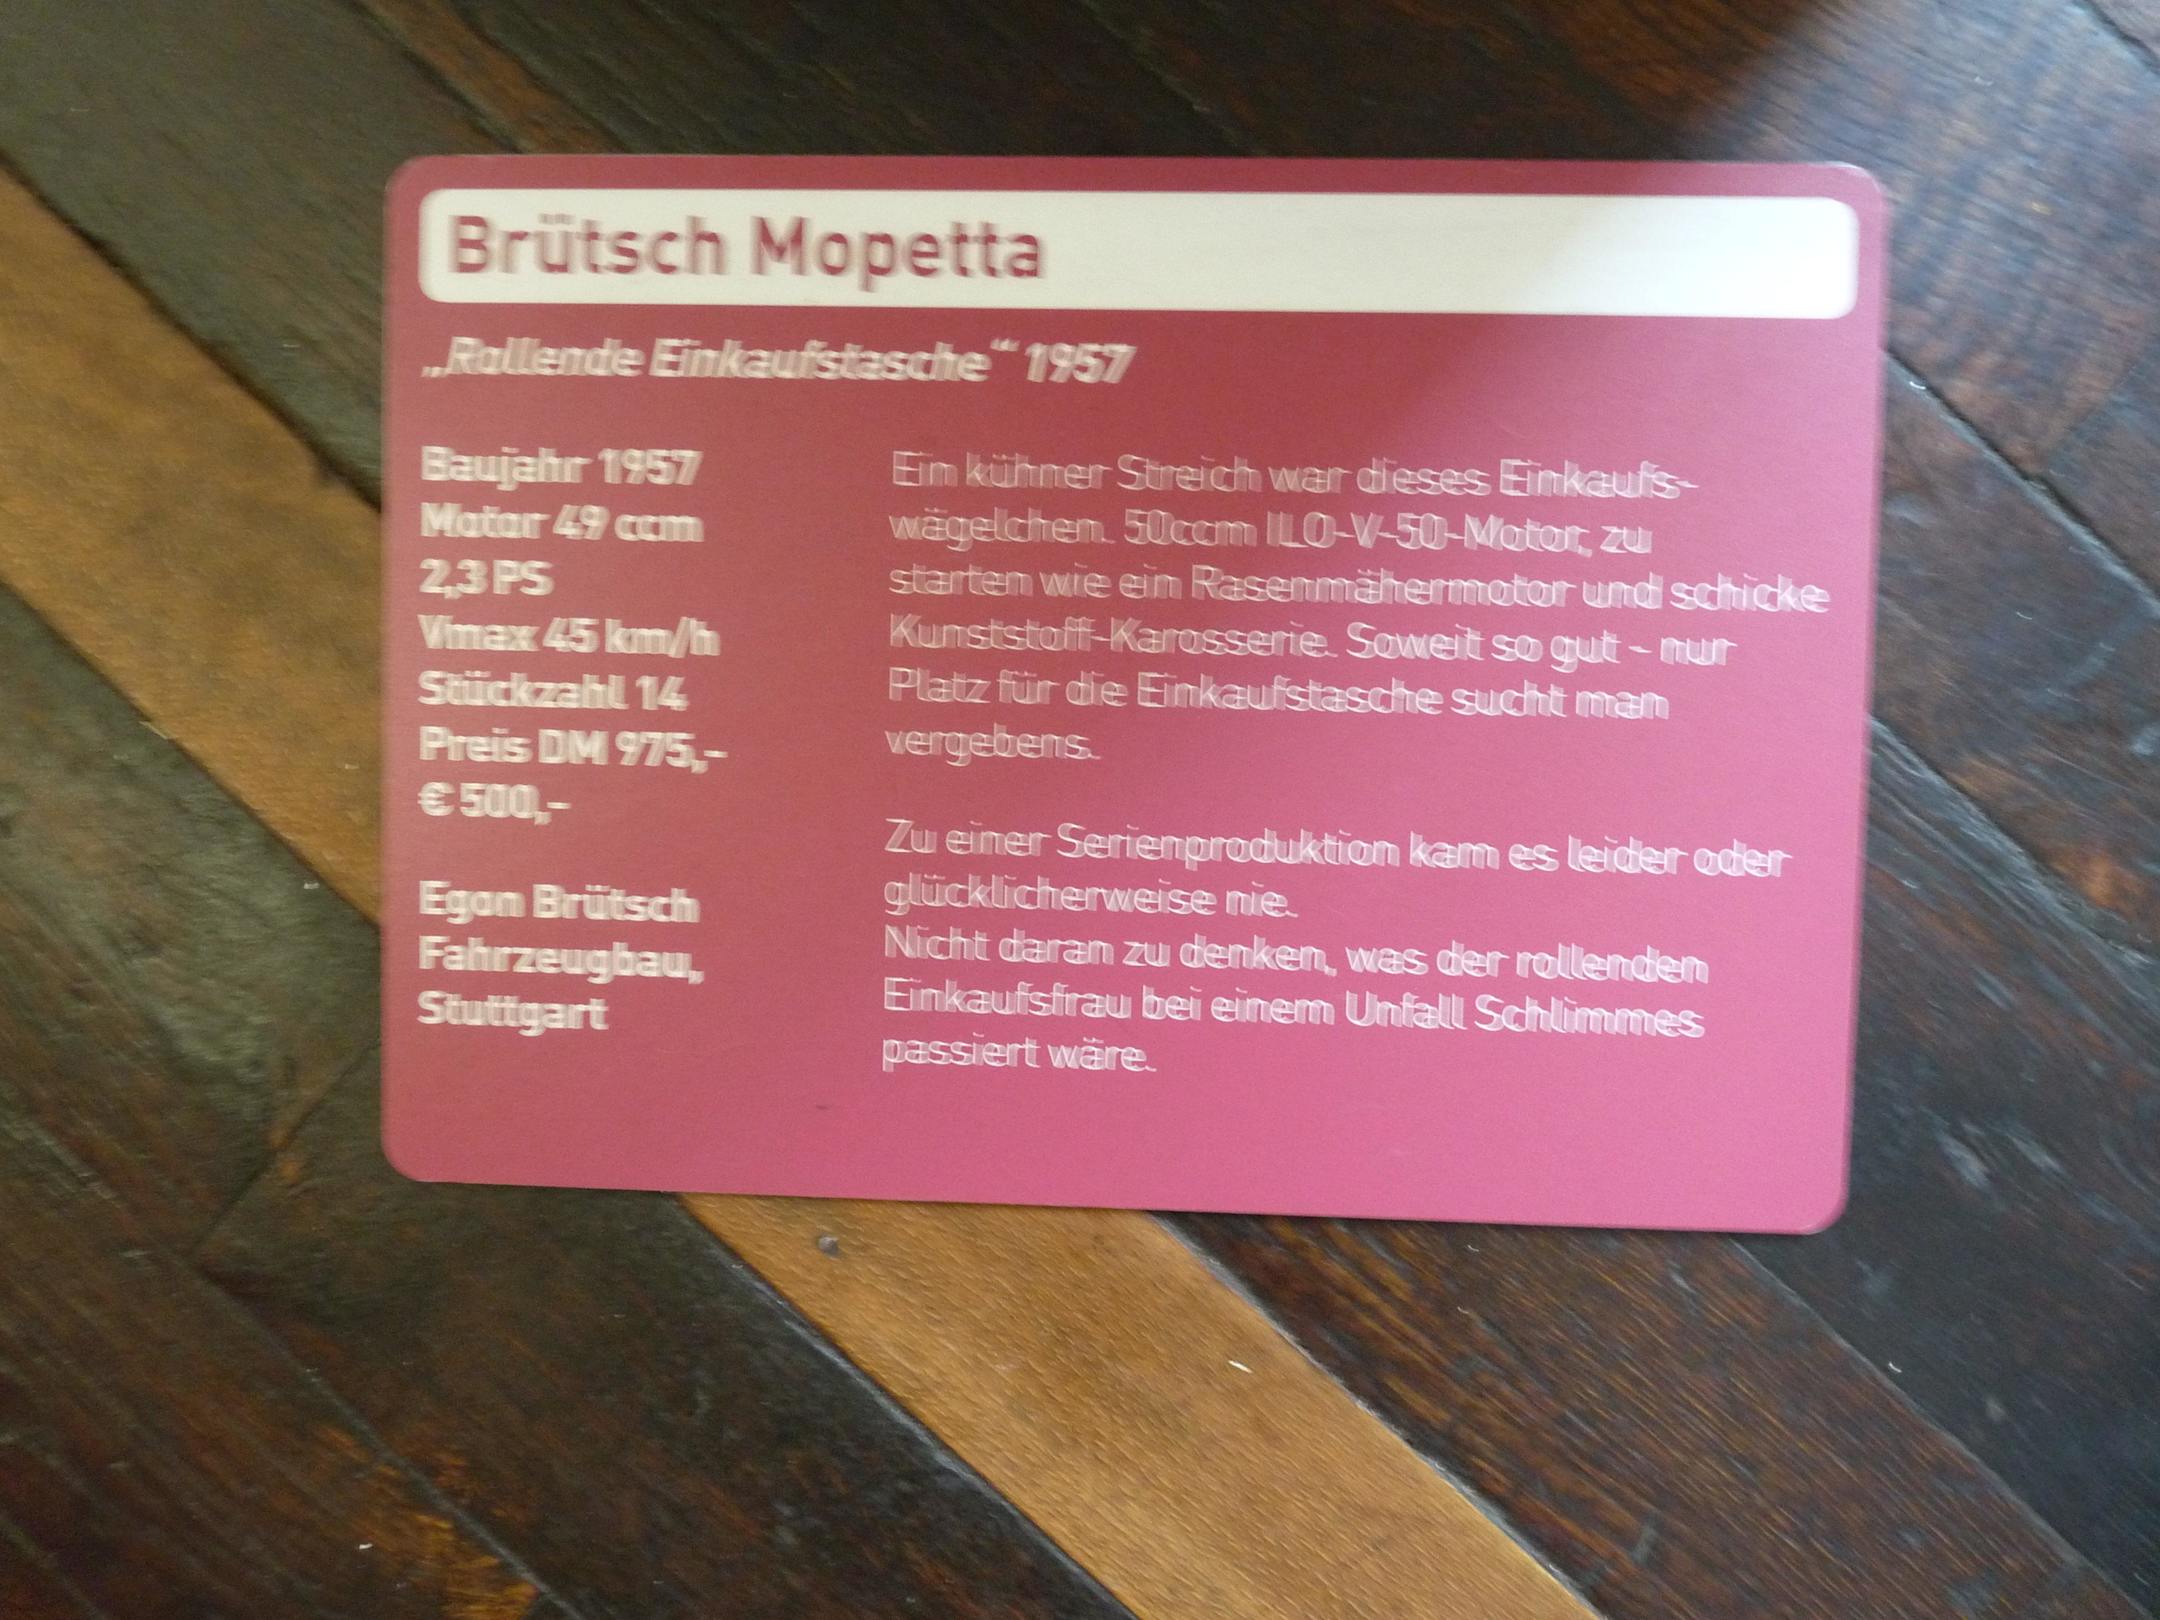 Brütsch Mopetta
„Rollende Einkaufstasche“ 1957
Baujahr 1957
Motor 49 ccm
2,3 PS
Vmax 45 km/h
Stückzahl 14
Preis DM 975,-
€ 500,-
Egon Brütsch
Fahrzeugbau,
Stuttgart
Ein kühner Streich war dieses Einkaufs-
wägelchen. 50ccm ILO-V-50-Motor, zu
starten wie ein Rasenmähermotor und schicke
Kunststoff-Karosserie. Soweit so gut - nur
Platz für die Einkaufstasche sucht man
vergebens.
Zu einer Serienproduktion kam es leider oder
glücklicherweise nie.
Nicht daran zu denken, was der rollenden
Einkaufsfrau bei einem Unfall Schlimmes
passiert wäre.